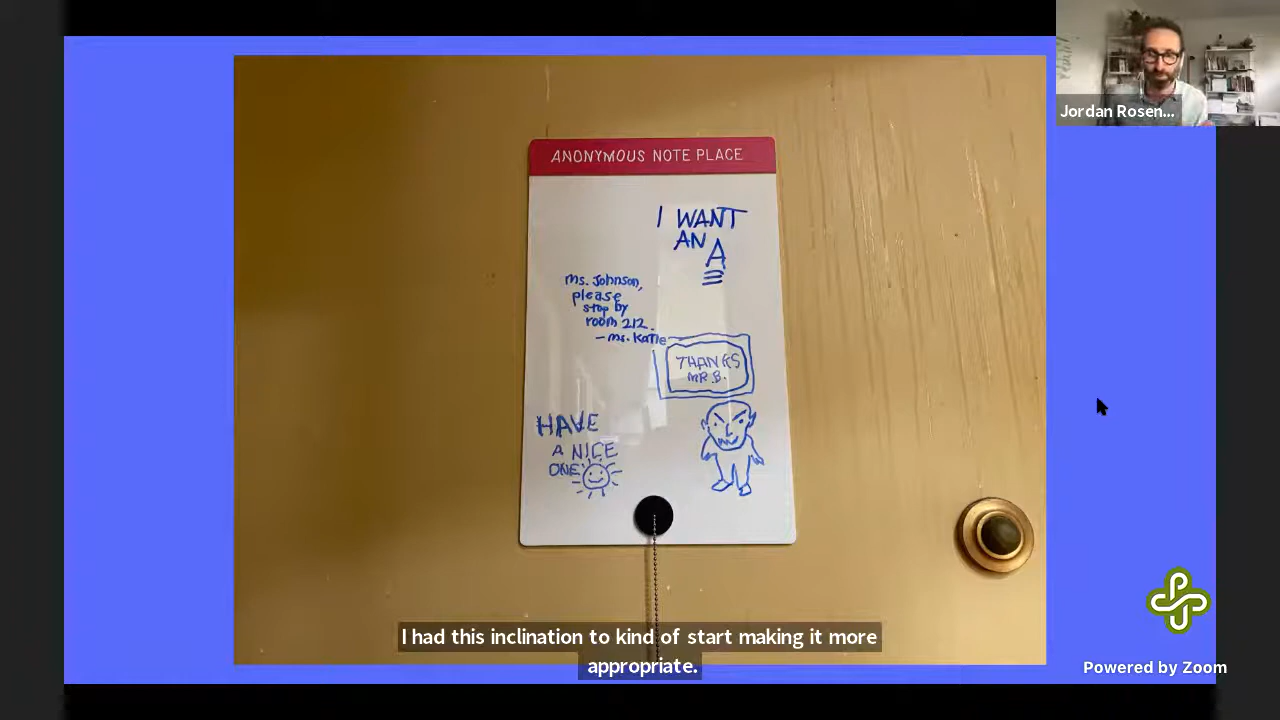 Jordan Rosen...
ANONYMOUS NOTE PLACE
I WANT
AN A
ms. Johnson,
please
stop by
room 212.
- ms. Katie
THANKS
MR B.
HAVE
A NICE
ONE
I had this inclination to kind of start making it more
appropriate.
Powered by Zoom